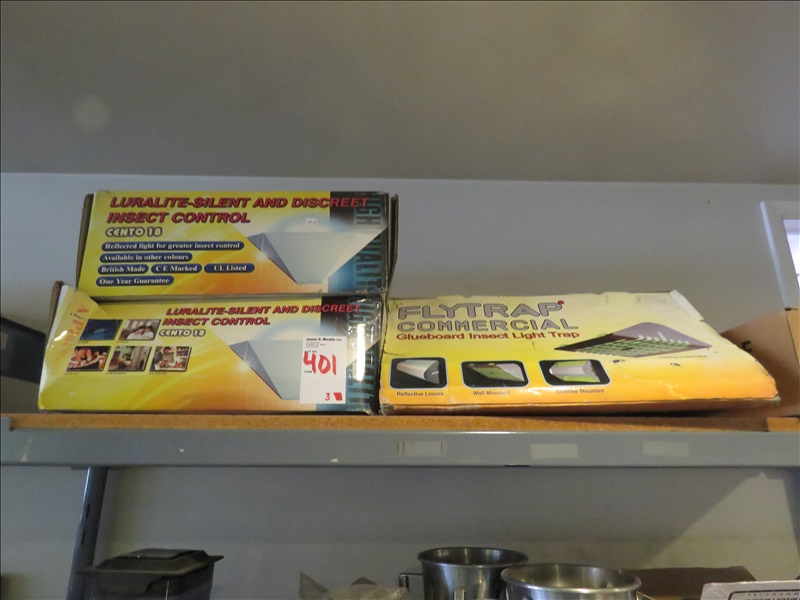 LURALITE-SILENT AND DISCREET
INSECT CONTROL
CENTO 18
Reflected light for greater insect control
Available in other colours
British Made
C E Marked
UL Listed
One Year Guarantee
LURALITE-SILENT AND DISCREET
INSECT CONTROL
CENTO 18
401
3
FLYTRAP
COMMERCIAL
Glueboard Insect Light Trap
Reflective Louvre
Wall Mounted